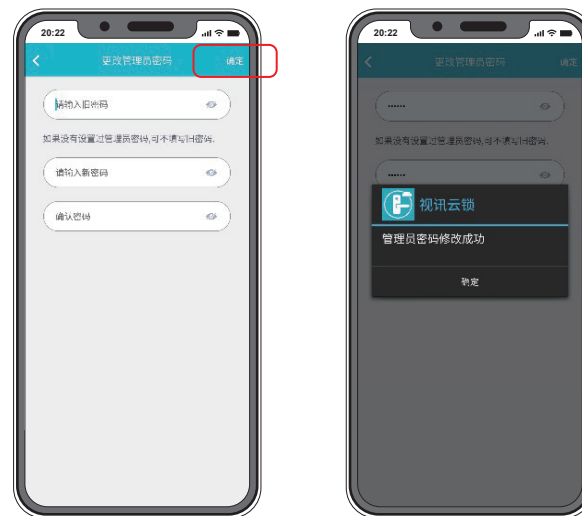 20:22
更改管理员密码
确定
请输入旧密码
如果没有设置过管理员密码,可不填写旧密码.
请输入新密码
确认密码
20:22
更改管理员密码
确定
······
如果没有设置过管理员密码,可不填写旧密码.
······
视讯云锁
管理员密码修改成功
确定